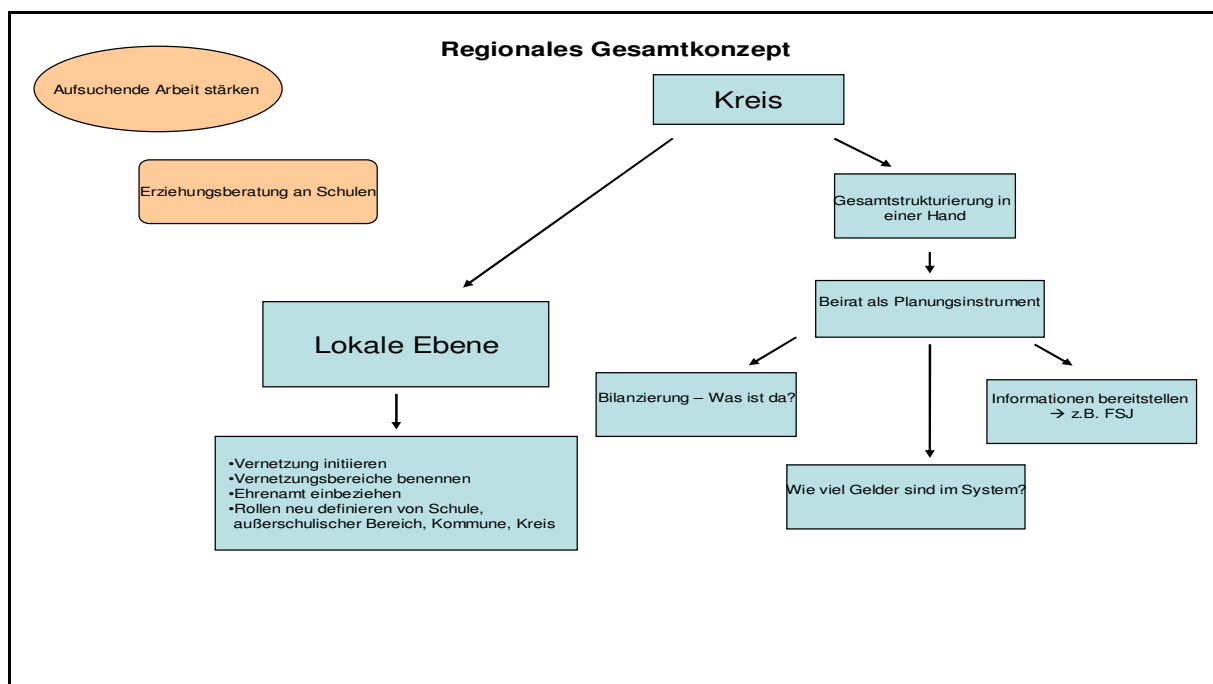 Regionales Gesamtkonzept
Aufsuchende Arbeit stärken
Kreis
Erziehungsberatung an Schulen
Gesamtstrukturierung in
einer Hand
Beirat als Planungsinstrument
Lokale Ebene
Bilanzierung – Was ist da?
Informationen bereitstellen
→ z.B. FSJ
•Vernetzung initiieren
•Vernetzungsbereiche benennen
•Ehrenamt einbeziehen
•Rollen neu definieren von Schule,
außerschulischer Bereich, Kommune, Kreis
Wie viel Gelder sind im System?